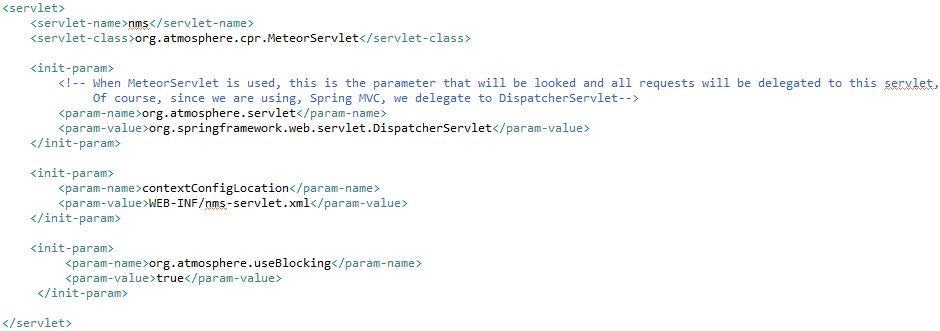 <servlet>
<servlet-name>nms</servlet-name>
<servlet-class>org.atmosphere.cpr.MeteorServlet</servlet-class>
<init-param>
<!-- When MeteorServlet is used, this is the parameter that will be looked and all requests will be delegated to this servlet,
Of course, since we are using, Spring MVC, we delegate to DispatcherServlet-->
<param-name>org.atmosphere.servlet</param-name>
<param-value>org.springframework.web.servlet.DispatcherServlet</param-value>
</init-param>
<init-param>
<param-name>contextConfigLocation</param-name>
<param-value>WEB-INF/nms-servlet.xml</param-value>
</init-param>
<init-param>
<param-name>org.atmosphere.useBlocking</param-name>
<param-value>true</param-value>
</init-param>
</servlet>